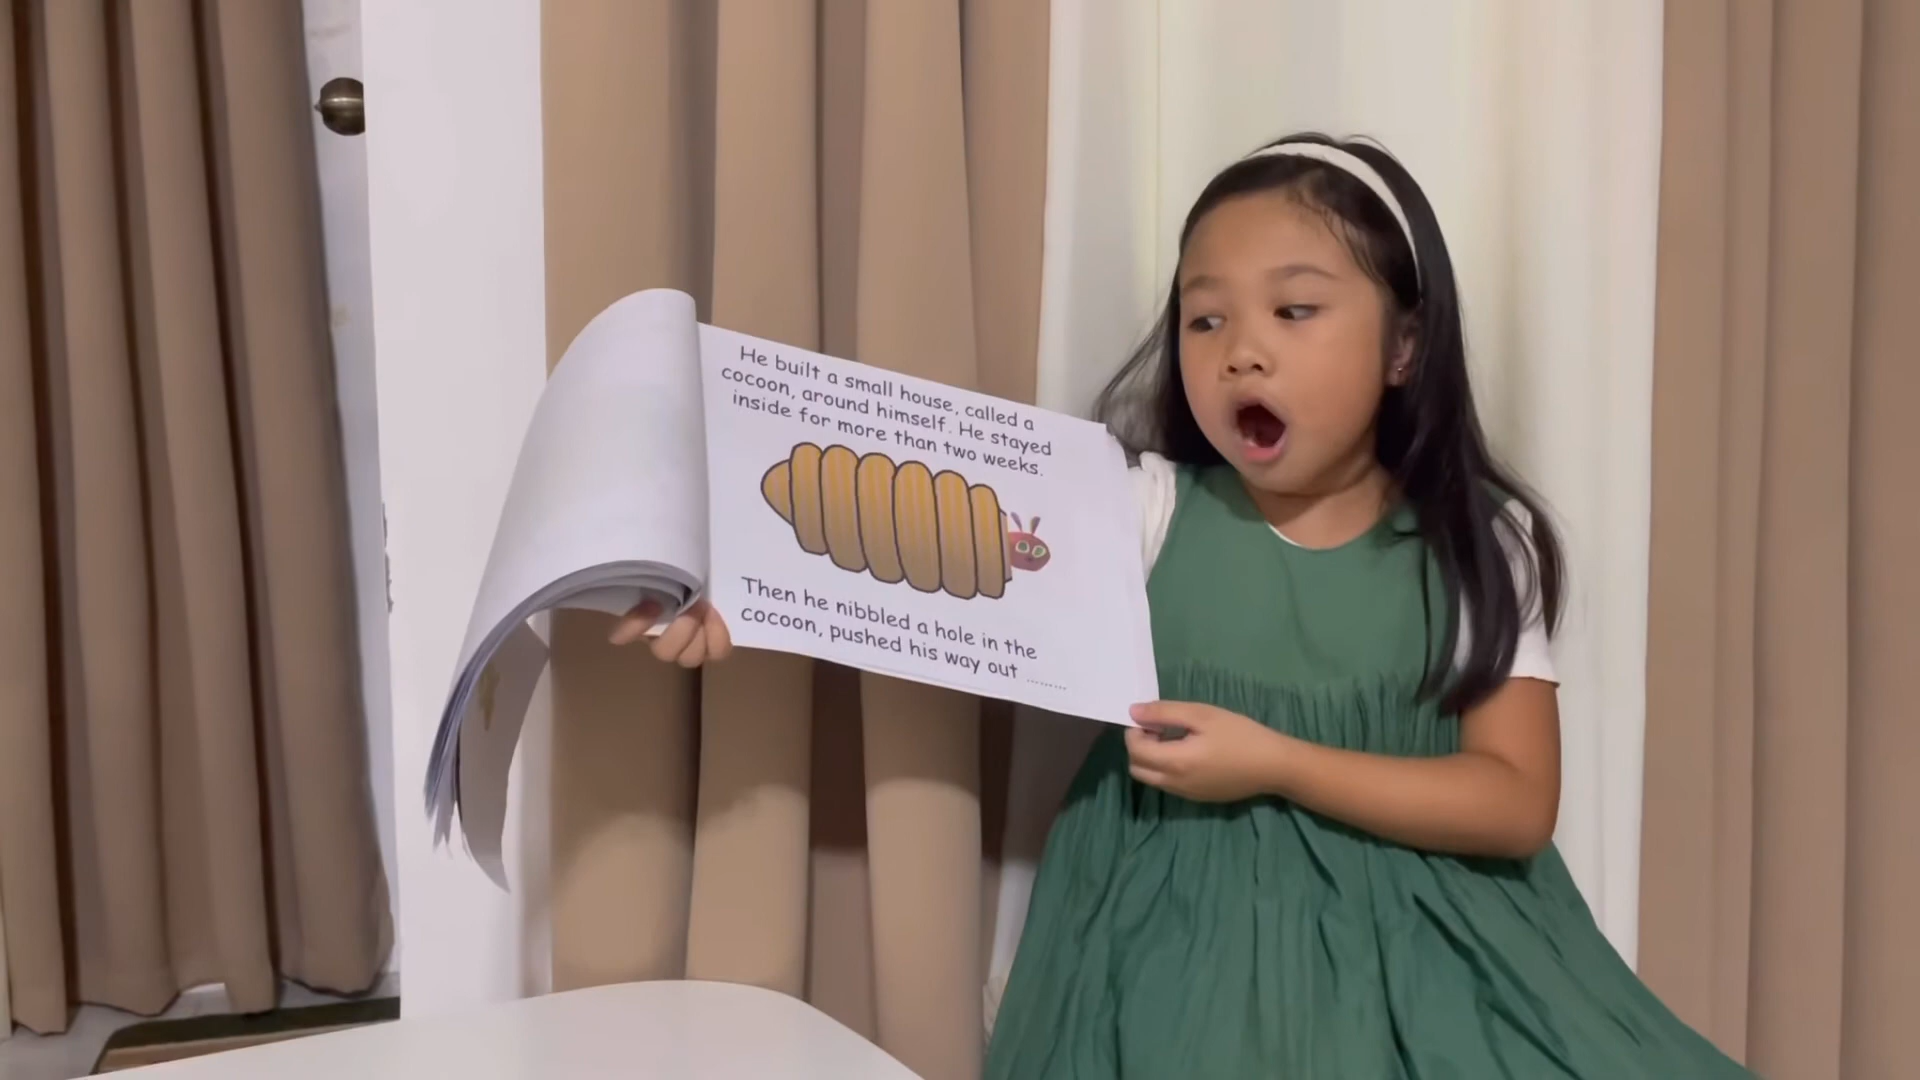 He built a small house, called a
cocoon, around himself. He stayed
inside for more than two weeks.
Then he nibbled a hole in the
cocoon, pushed his way out .........